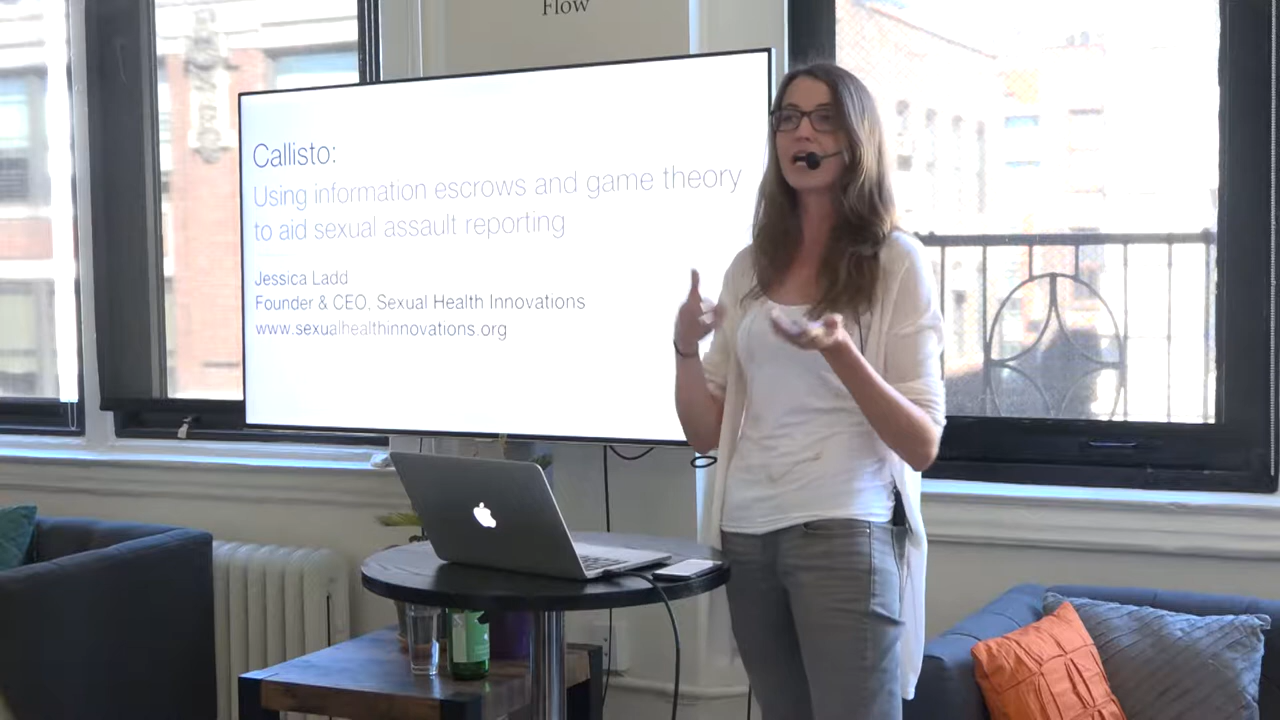 Flow
Callisto:
Using information escrows and game theory
to aid sexual assault reporting
Jessica Ladd
Founder & CEO, Sexual Health Innovations
www.sexualhealthinnovations.org